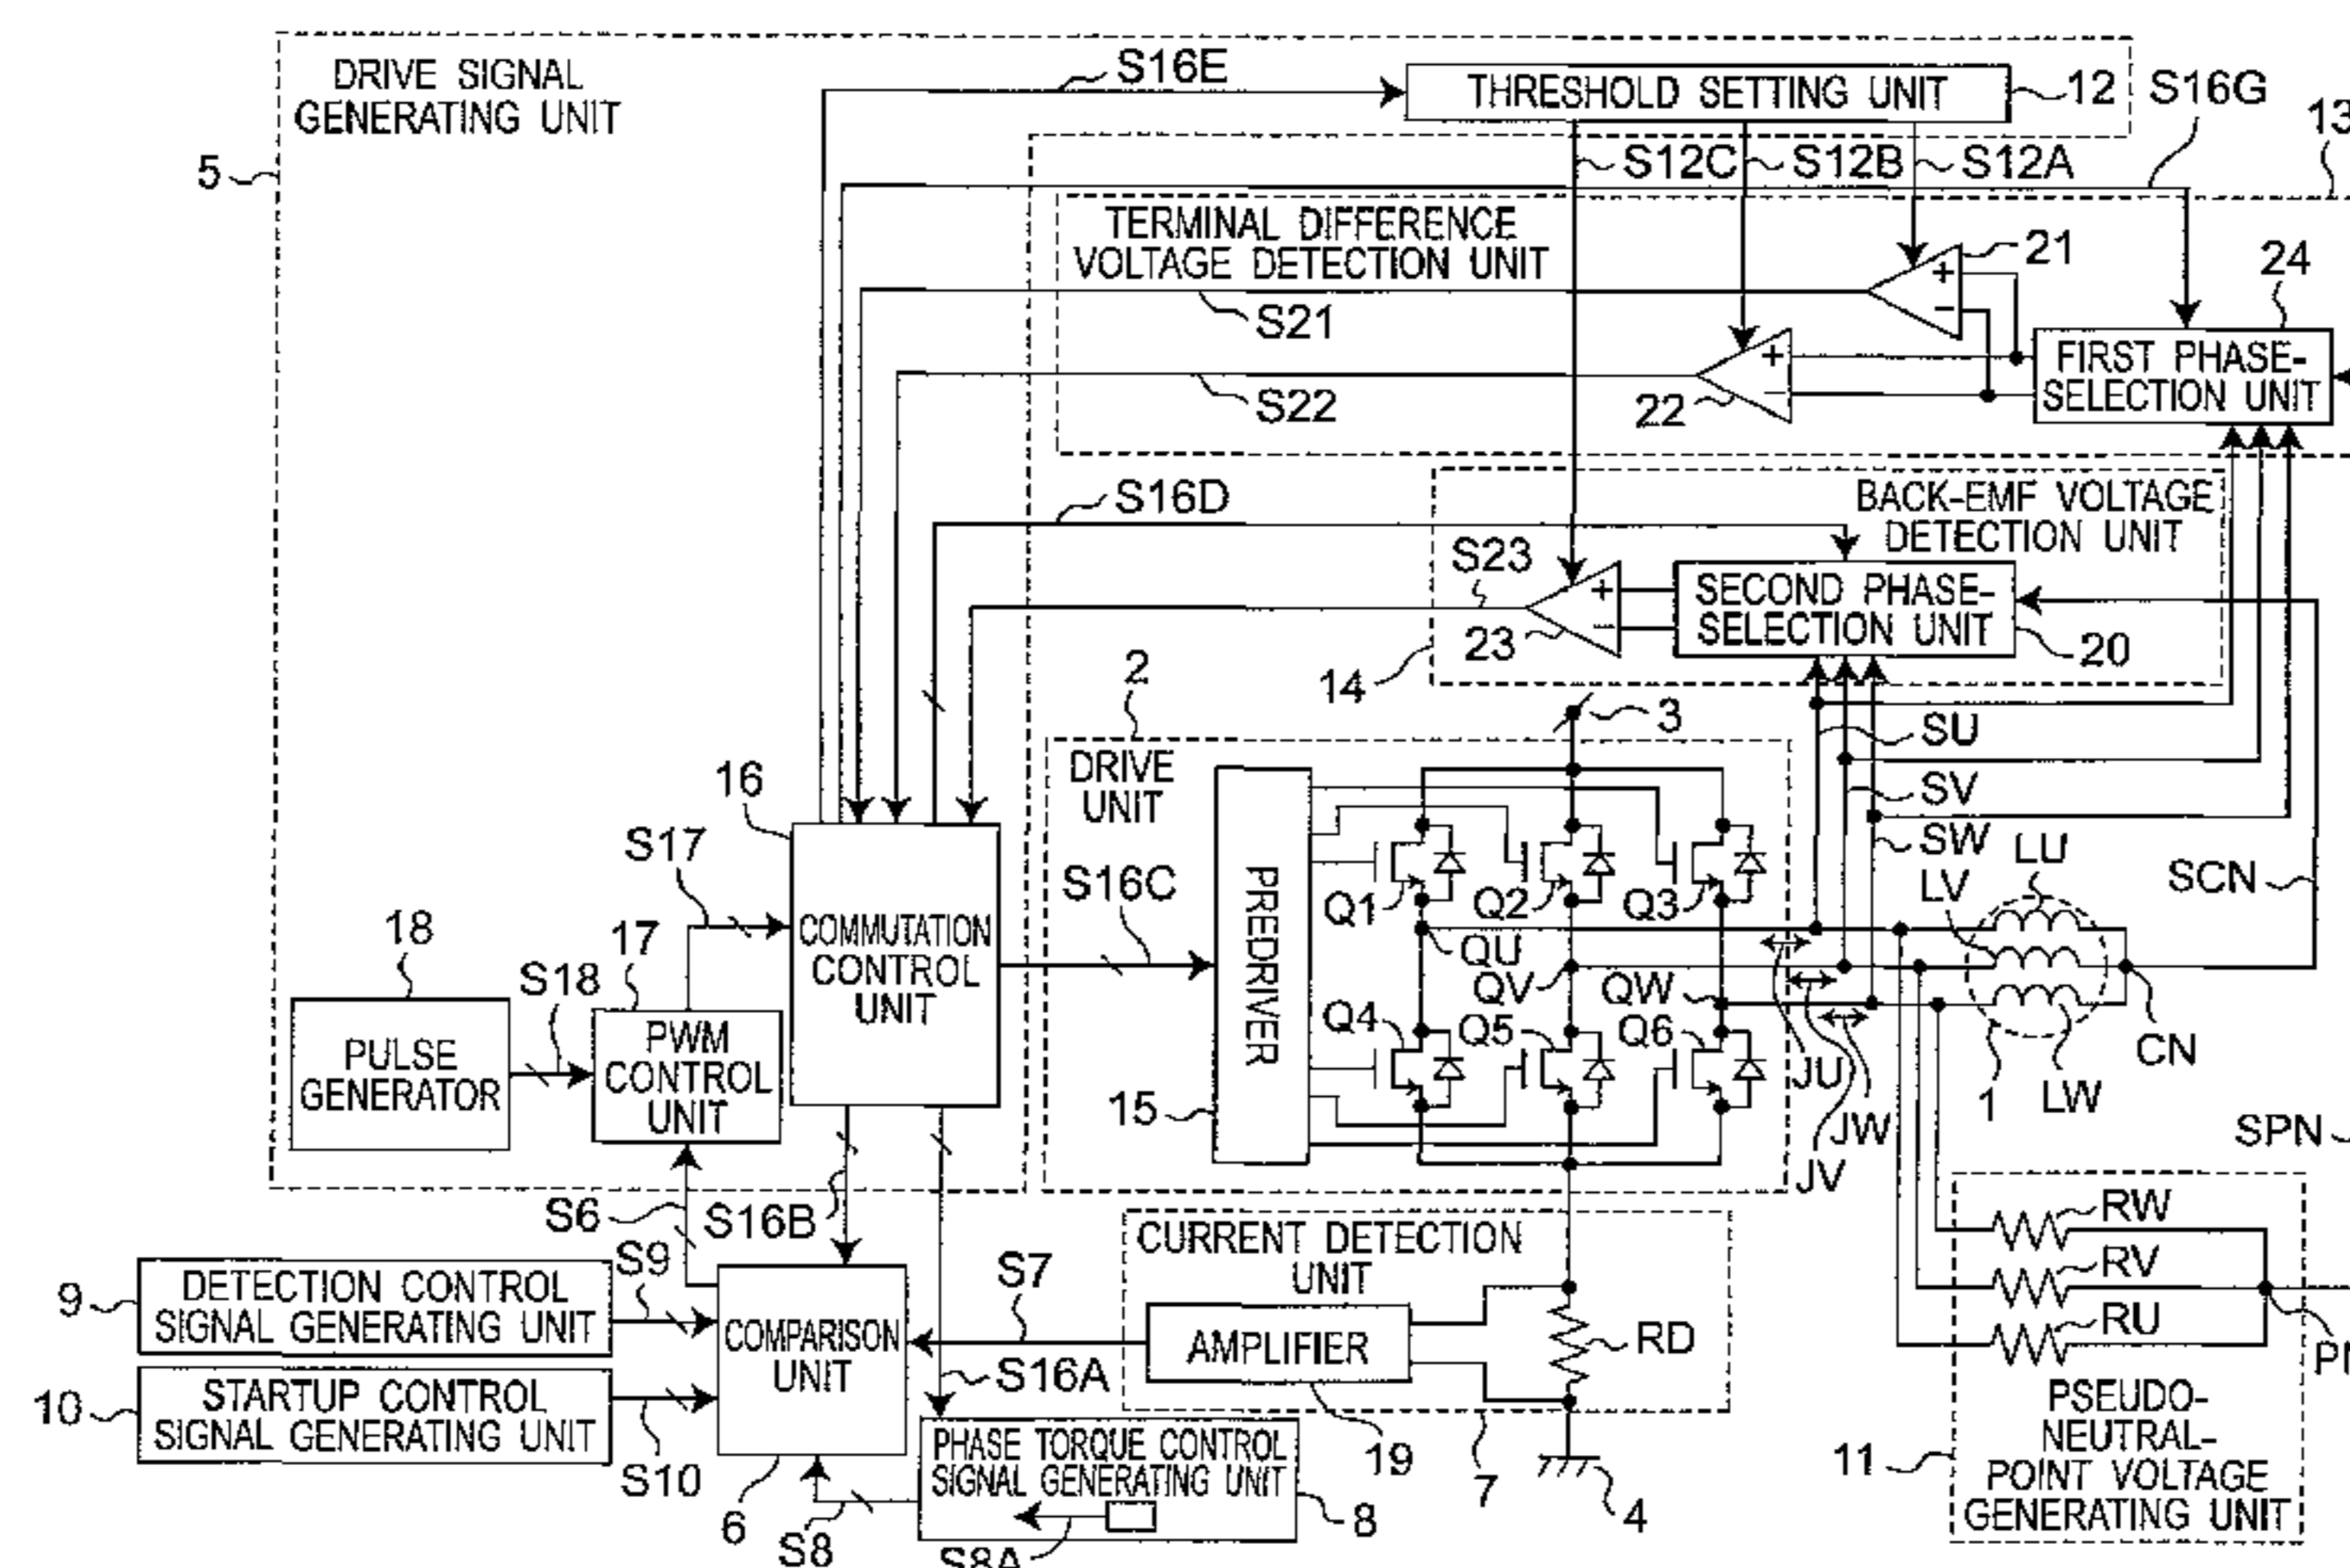 DRIVE SIGNAL
GENERATING UNIT
5
S16E
THRESHOLD SETTING UNIT
12
S16G
13
S12C
S12B
S12A
TERMINAL DIFFERENCE
VOLTAGE DETECTION UNIT
21
+
−
24
S21
FIRST PHASE-
SELECTION UNIT
22
+
−
S22
S16D
BACK-EMF VOLTAGE
DETECTION UNIT
S23
+
−
23
SECOND PHASE-
SELECTION UNIT
20
14
2
3
SU
DRIVE
UNIT
SV
16
SW
S17
LU
LV
SCN
S16C
PREDRIVER
Q1
Q2
Q3
18
17
COMMUTATION
CONTROL
UNIT
QU
S18
QV
QW
Q4
Q5
Q6
CN
PULSE
GENERATOR
PWM
CONTROL
UNIT
JU
15
1
LW
JW
SPN
JV
S6
S16B
CURRENT DETECTION
UNIT
RW
S9
S7
RV
9
DETECTION CONTROL
SIGNAL GENERATING UNIT
COMPARISON
UNIT
AMPLIFIER
RD
RU
S16A
10
STARTUP CONTROL
SIGNAL GENERATING UNIT
PSEUDO-
NEUTRAL-
POINT VOLTAGE
GENERATING UNIT
11
S10
PHASE TORQUE CONTROL
SIGNAL GENERATING UNIT
19
7
6
8
4
S8
S8A